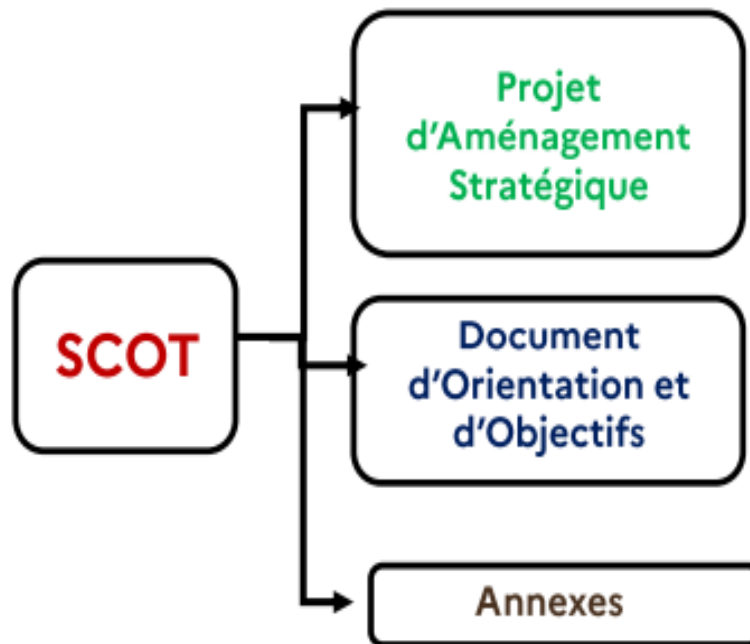 Projet
d'Aménagement
Stratégique
SCOT
Document
d'Orientation et
d'Objectifs
Annexes